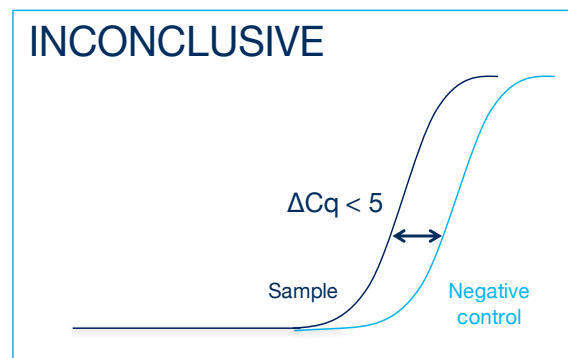 INCONCLUSIVE
ΔCq < 5
Sample
Negative
control